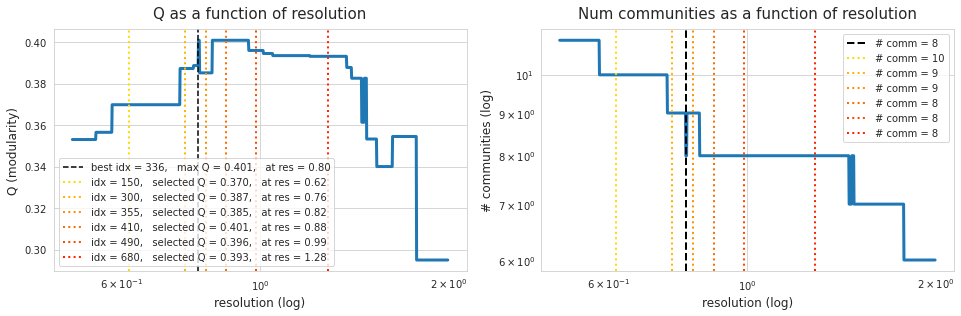 Q as a function of resolution
Q (modularity)
0.40
0.38
0.36
0.34
0.32
0.30
best idx = 336,   max Q = 0.401,    at res = 0.80
idx = 150,   selected Q = 0.370,   at res = 0.62
idx = 300,   selected Q = 0.387,   at res = 0.76
idx = 355,   selected Q = 0.385,   at res = 0.82
idx = 410,   selected Q = 0.401,   at res = 0.88
idx = 490,   selected Q = 0.396,   at res = 0.99
idx = 680,   selected Q = 0.393,   at res = 1.28
6 × 10⁻¹
10⁰
2 × 10⁰
resolution (log)
Num communities as a function of resolution
# communities (log)
10¹
9 × 10⁰
8 × 10⁰
7 × 10⁰
6 × 10⁰
# comm = 8
# comm = 10
# comm = 9
# comm = 9
# comm = 8
# comm = 8
# comm = 8
6 × 10⁻¹
10⁰
2 × 10⁰
resolution (log)